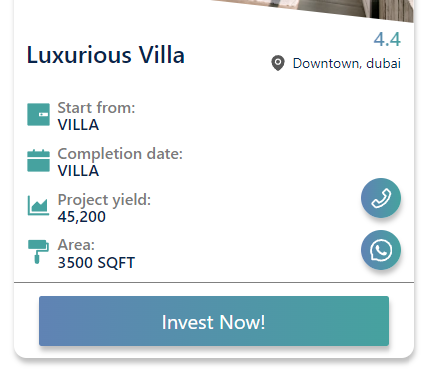 4.4
Luxurious Villa
Downtown, dubai
Start from:
VILLA
Completion date:
VILLA
Project yield:
45,200
Area:
3500 SQFT
Invest Now!